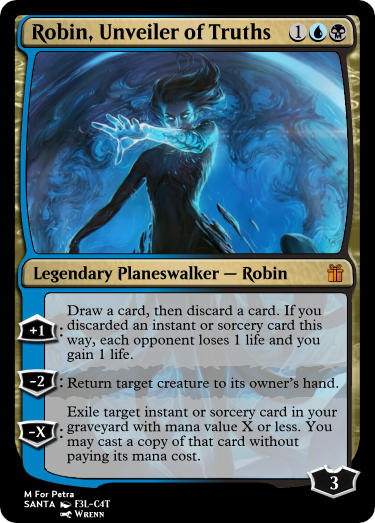 Robin, Unveiler of Truths 1
Legendary Planeswalker — Robin
Draw a card, then discard a card. If you
discarded an instant or sorcery card this
+1: way, each opponent loses 1 life and you
gain 1 life.
-2: Return target creature to its owner's hand.
Exile target instant or sorcery card in your
graveyard with mana value X or less. You
-X: may cast a copy of that card without
paying its mana cost.
3
M For Petra
SANTA F3L-C4T
Wrenn